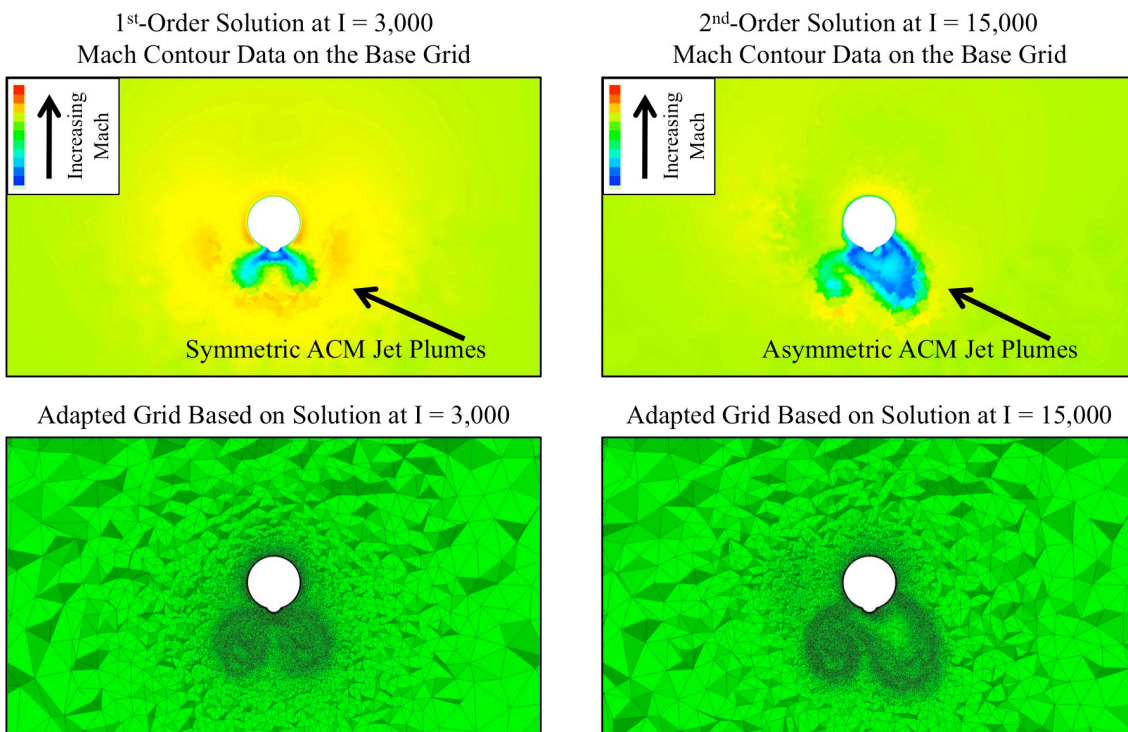 1st-Order Solution at I = 3,000
Mach Contour Data on the Base Grid
Increasing
Mach
Symmetric ACM Jet Plumes
2nd-Order Solution at I = 15,000
Mach Contour Data on the Base Grid
Increasing
Mach
Asymmetric ACM Jet Plumes
Adapted Grid Based on Solution at I = 3,000
Adapted Grid Based on Solution at I = 15,000